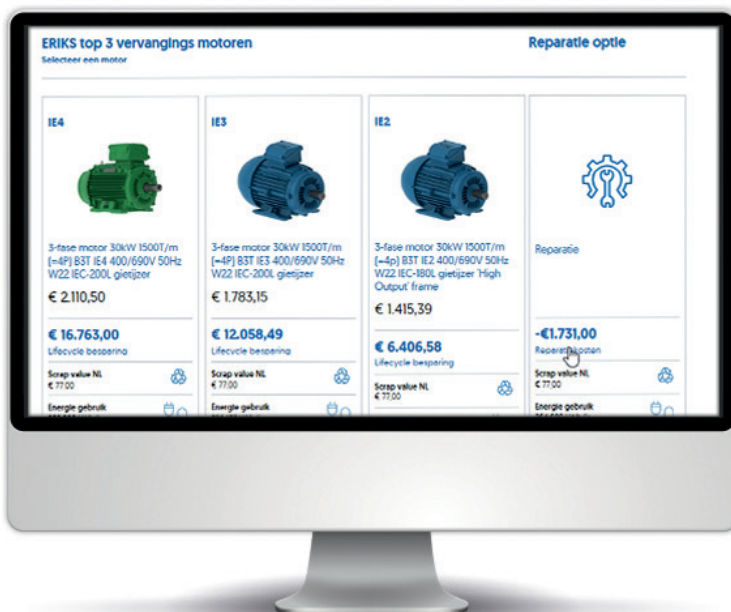 ERIKS top 3 vervangings motoren
Selecteer een motor
Reparatie optie
IE4
3-fase motor 30kW 1500T/m
(=4P) B3T IE4 400/690V 50Hz
W22 IEC-200L gietijzer
€ 2.110,50
€ 16.763,00
Lifecycle besparing
Scrap value NL
€ 77,00
Energie gebruik
IE3
3-fase motor 30kW 1500T/m
(=4P) B3T IE3 400/690V 50Hz
W22 IEC-200L gietijzer
€ 1.783,15
€ 12.058,49
Lifecycle besparing
Scrap value NL
€ 77,00
Energie gebruik
IE2
3-fase motor 30kW 1500T/m
(=4p) B3T IE2 400/690V 50Hz
W22 IEC-180L gietijzer 'High
Output' frame
€ 1.415,39
€ 6.406,58
Lifecycle besparing
Scrap value NL
€ 77,00
Reparatie
-€1.731,00
Reparatiekosten
Scrap value NL
€ 77,00
Energie gebruik